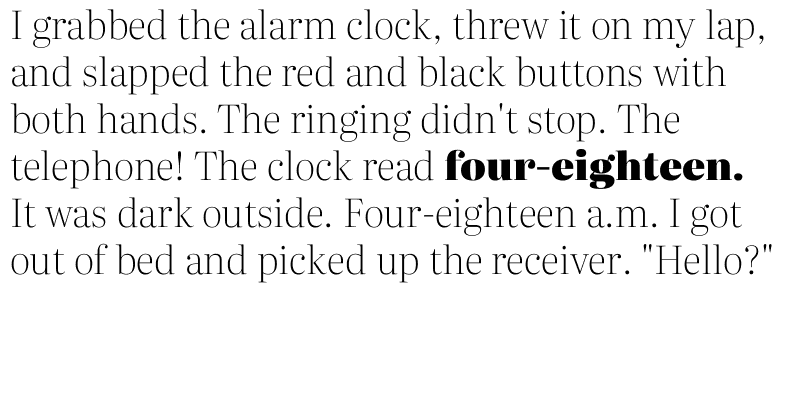 I grabbed the alarm clock, threw it on my lap,
and slapped the red and black buttons with
both hands. The ringing didn't stop. The
telephone! The clock read four-eighteen.
It was dark outside. Four-eighteen a.m. I got
out of bed and picked up the receiver. "Hello?"